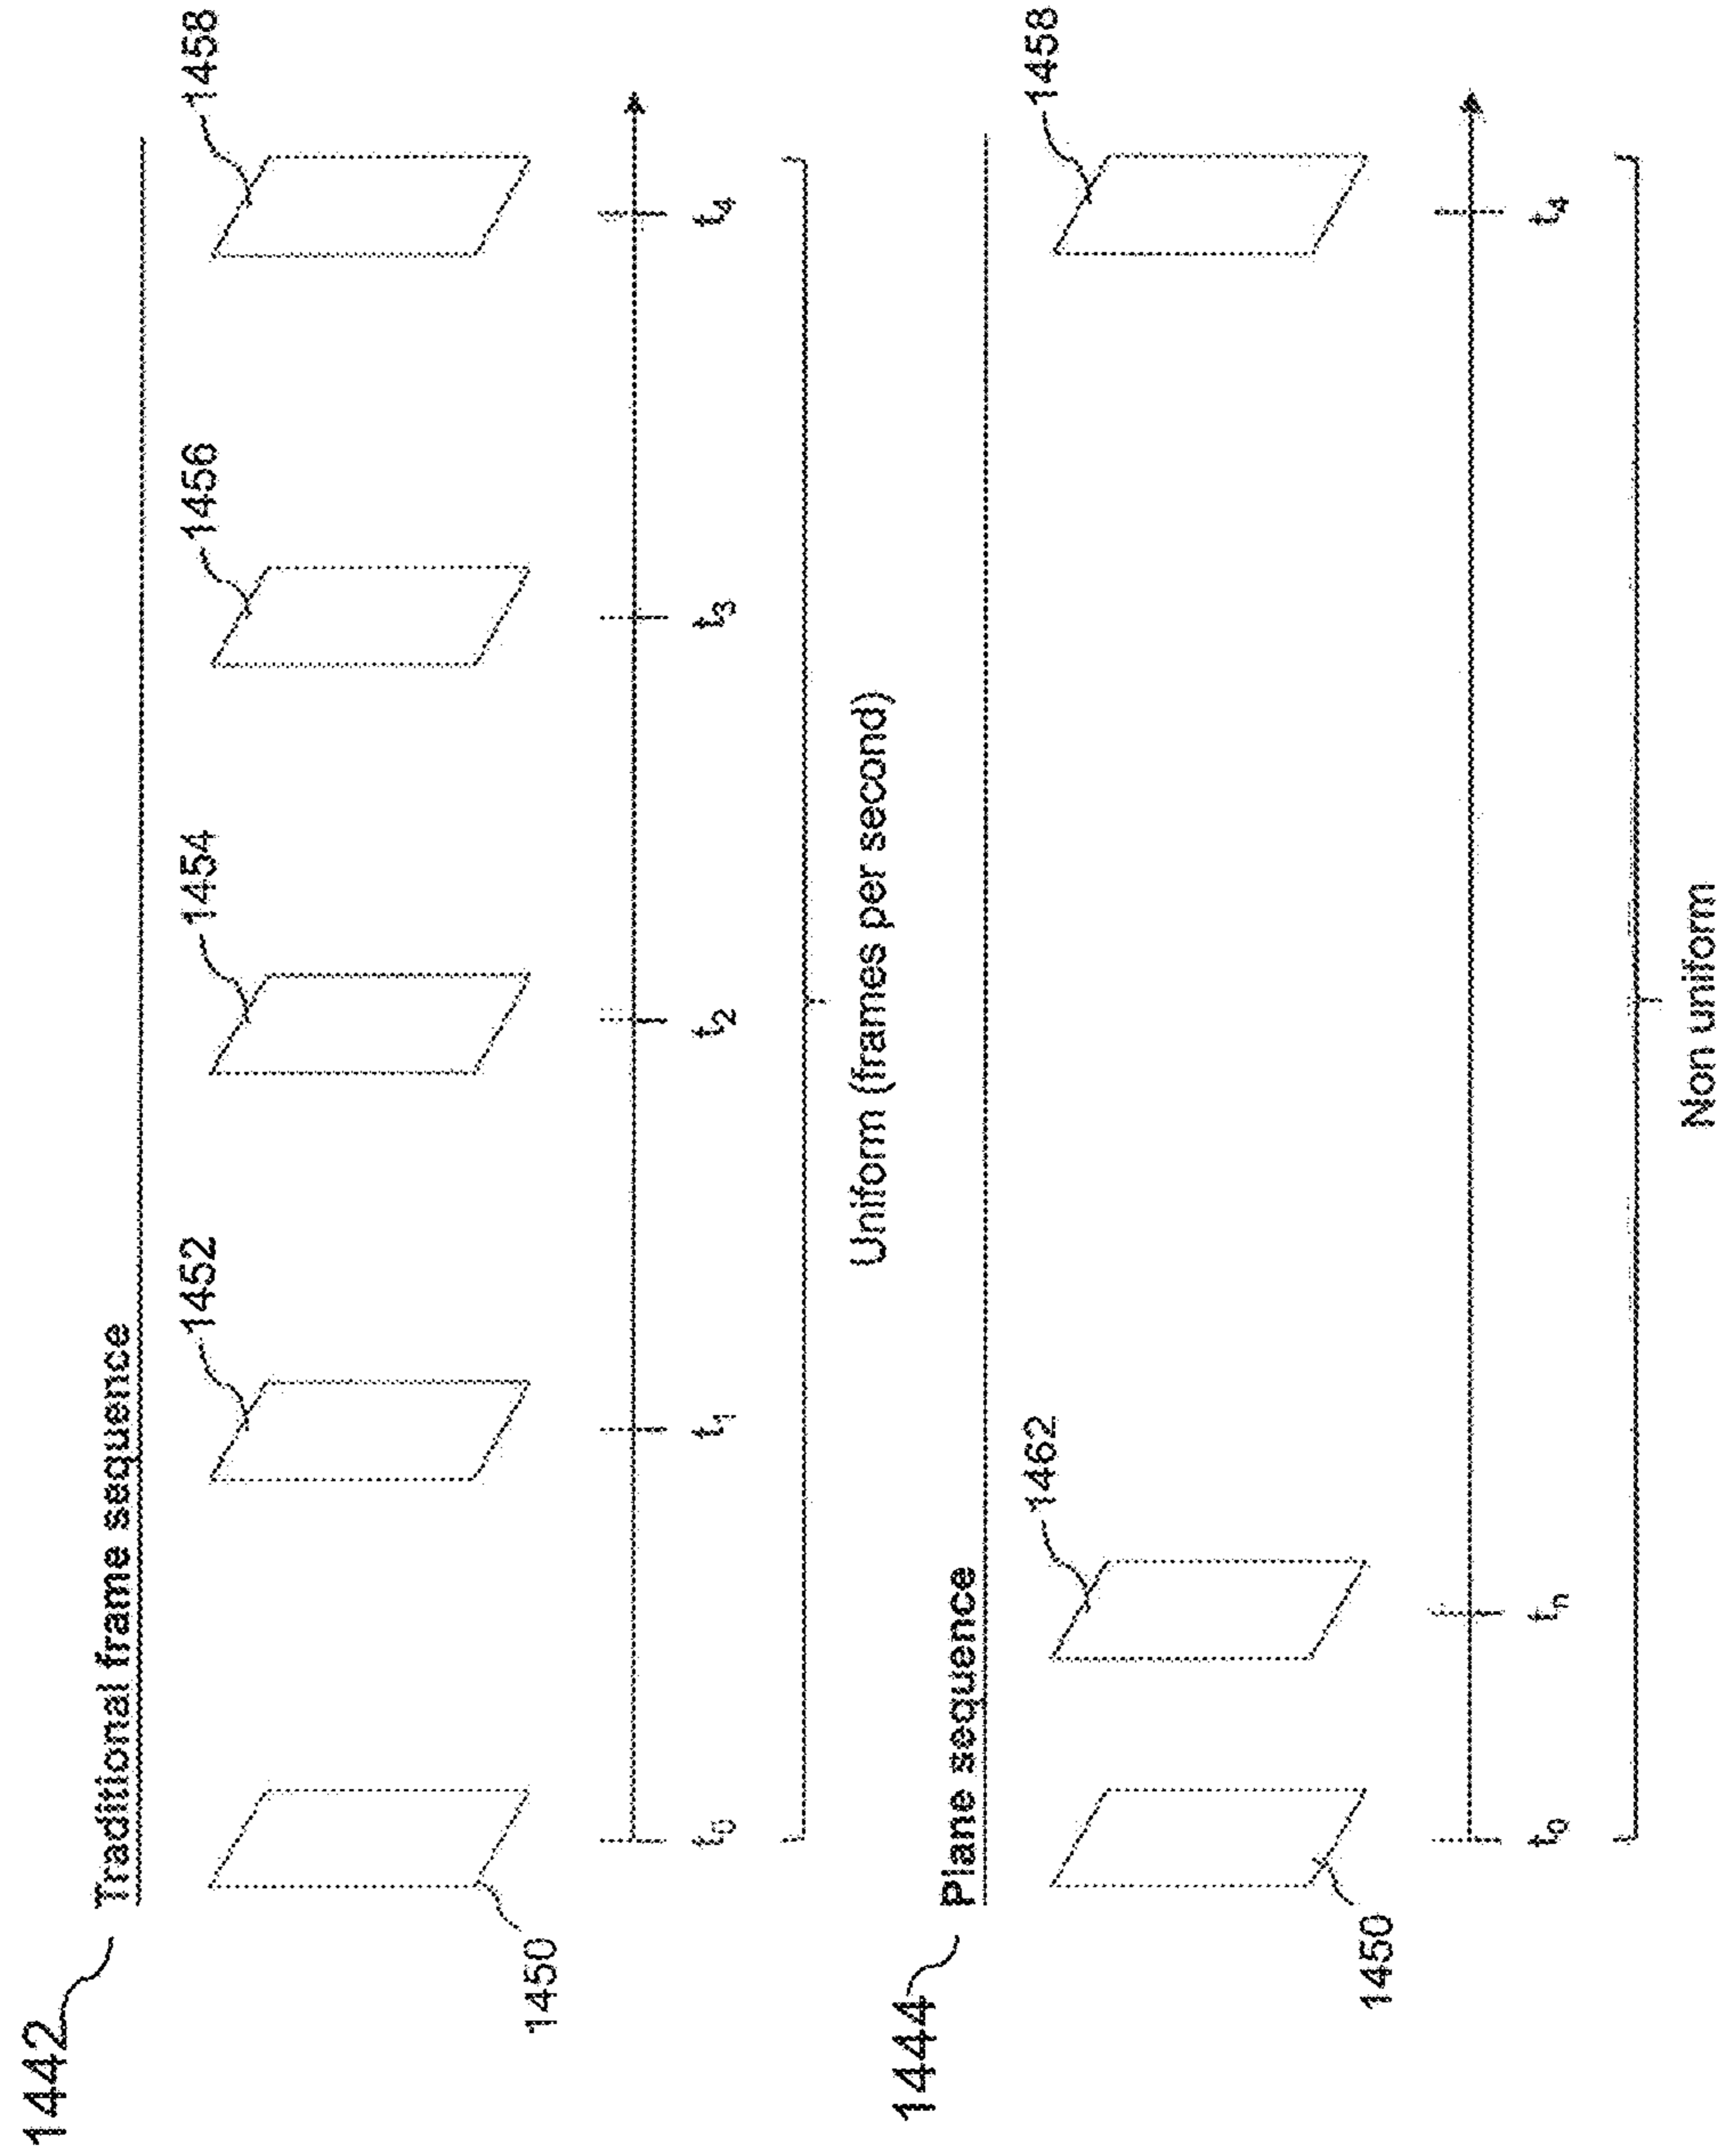 1442 Traditional frame sequence
1452 1454 1456 1458
1450
t0 t1 t2 t3 t4
Uniform (frames per second)
1444 Plane sequence
1462 1458
1450
t0 tn t4
Non uniform